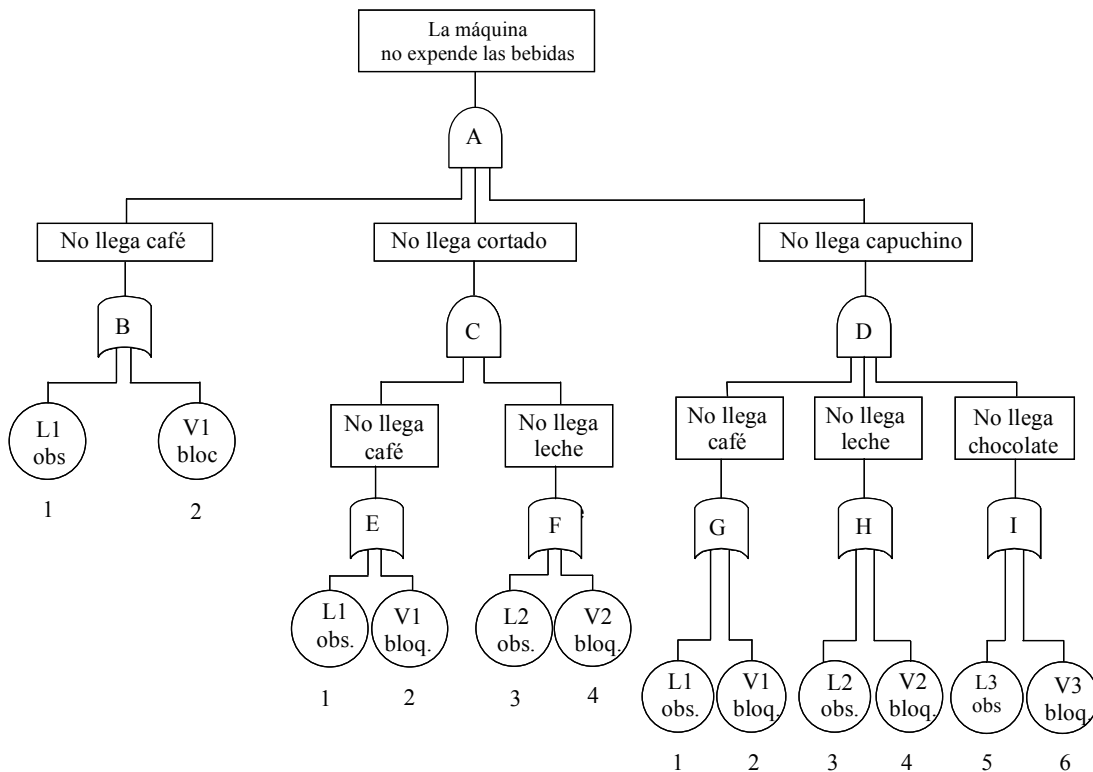 La máquina
no expende las bebidas
A
No llega café
No llega cortado
No llega capuchino
B
C
D
L1
obs
V1
bloc
1
2
No llega
café
No llega
leche
No llega
café
No llega
leche
No llega
chocolate
E
F
G
H
I
L1
obs.
V1
bloq.
L2
obs.
V2
bloq.
1
2
3
4
L1
obs.
V1
bloq.
L2
obs.
V2
bloq.
L3
obs
V3
bloq.
1
2
3
4
5
6